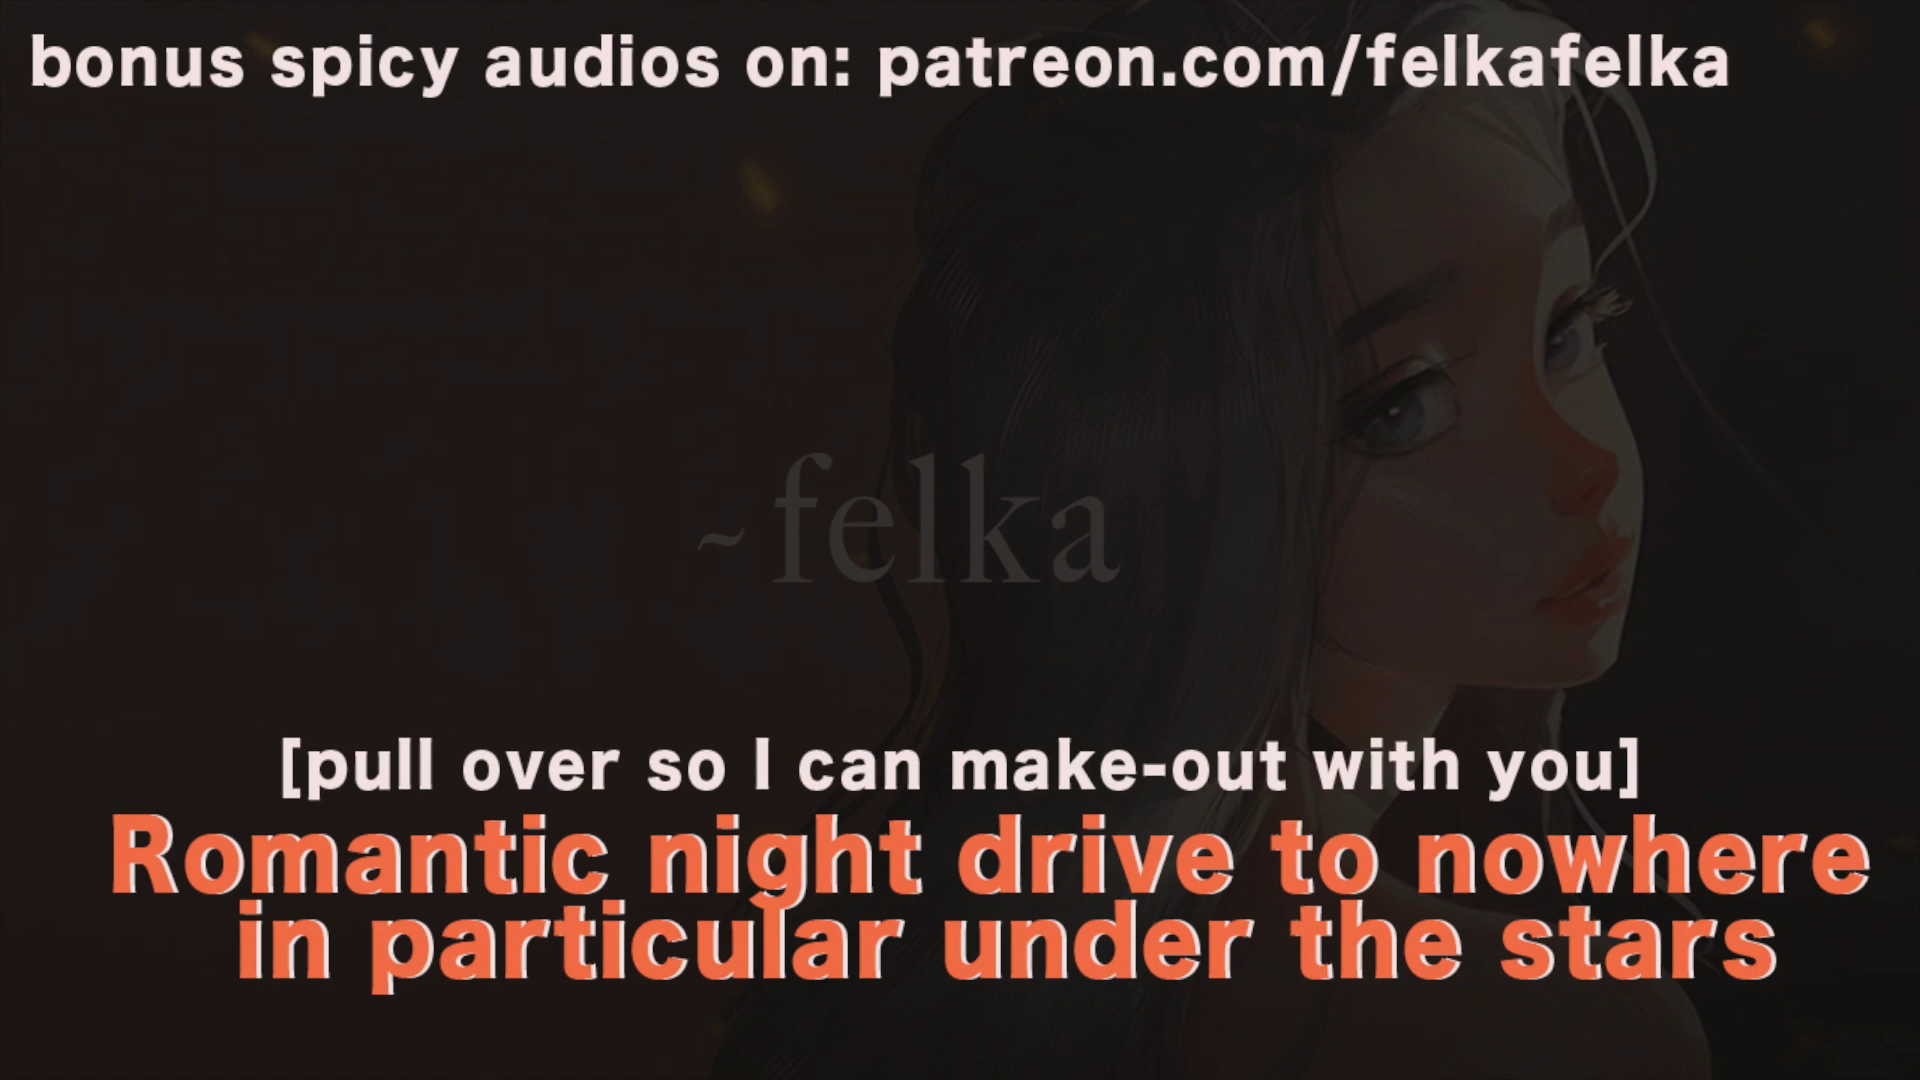 bonus spicy audios on: patreon.com/felkafelka
~felka
[pull over so I can make-out with you]
Romantic night drive to nowhere
in particular under the stars